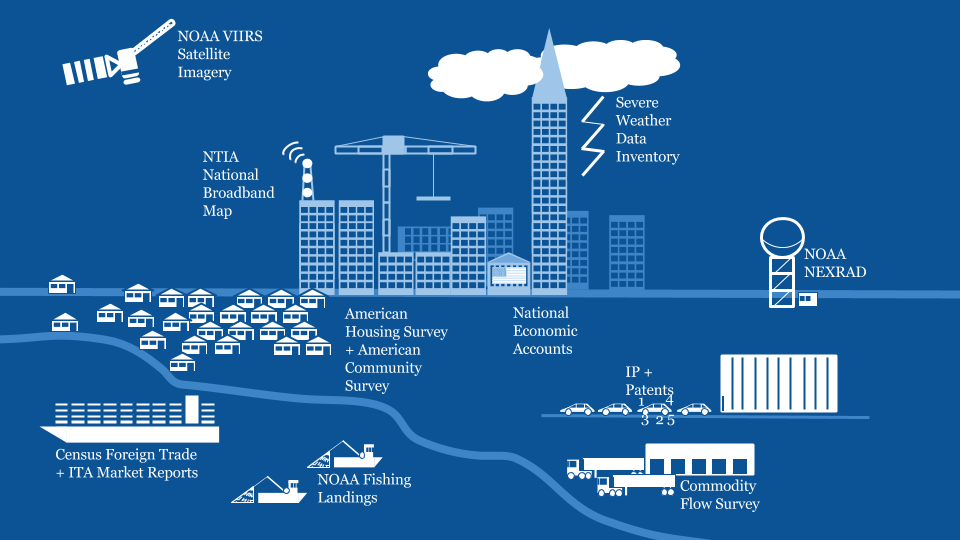 NOAA VIIRS
Satellite
Imagery
Severe
Weather
Data
Inventory
NTIA
National
Broadband
Map
NOAA
NEXRAD
American
Housing Survey
+ American
Community
Survey
National
Economic
Accounts
IP +
Patents
1 4
3 2 5
Census Foreign Trade
+ ITA Market Reports
NOAA Fishing
Landings
Commodity
Flow Survey